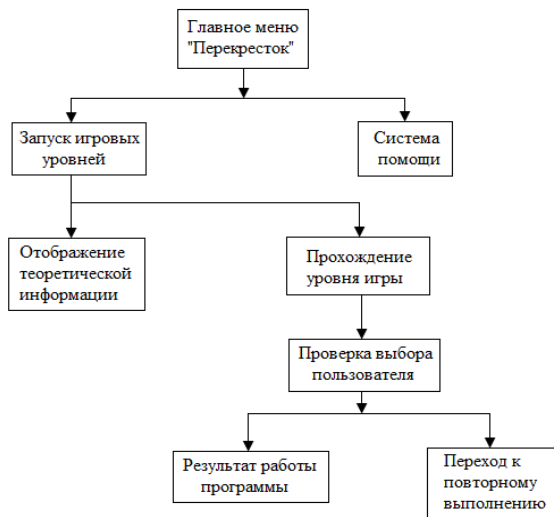 Главное меню
"Перекресток"
Запуск игровых
уровней
Система
помощи
Отображение
теоретической
информации
Прохождение
уровня игры
Проверка выбора
пользователя
Результат работы
программы
Переход к
повторному
выполнению